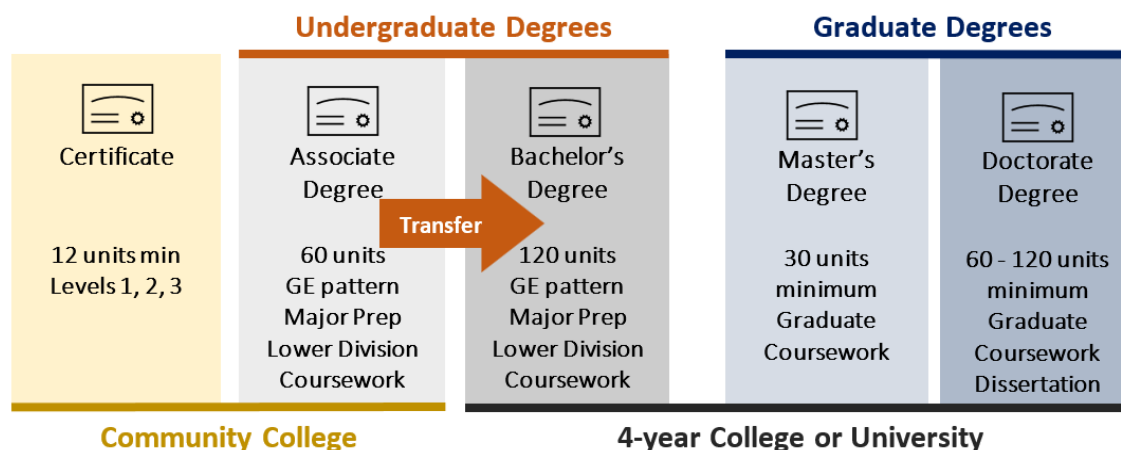 Undergraduate Degrees
Graduate Degrees
Certificate
12 units min
Levels 1, 2, 3
Associate
Degree
60 units
GE pattern
Major Prep
Lower Division
Coursework
Transfer
Bachelor's
Degree
120 units
GE pattern
Major Prep
Lower Division
Coursework
Master's
Degree
30 units
minimum
Graduate
Coursework
Doctorate
Degree
60 - 120 units
minimum
Graduate
Coursework
Dissertation
Community College
4-year College or University